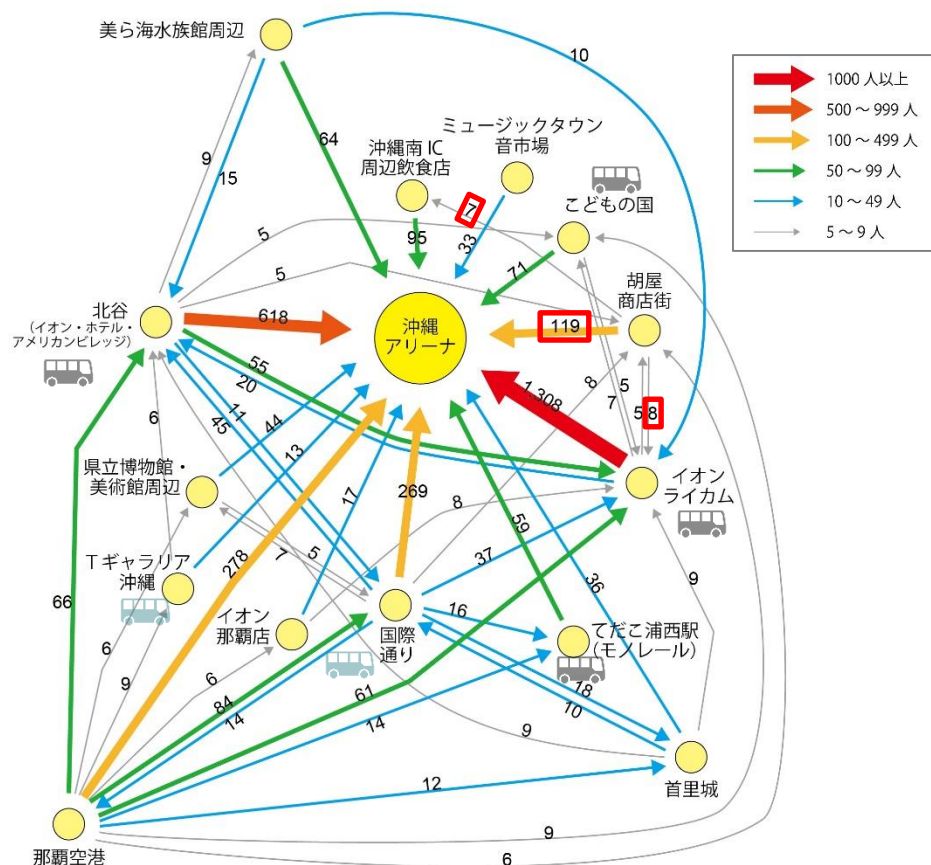 美ら海水族館周辺
10
1000 人以上
500 ～ 999 人
100 ～ 499 人
50 ～ 99 人
10 ～ 49 人
5 ～ 9 人
64
ミュージックタウン
音市場
沖縄南 IC
周辺飲食店
こどもの国
9
15
7
33
95
5
71
5
胡屋
商店街
北谷
（イオン・ホテル・
アメリカンビレッジ）
618
沖縄
アリーナ
119
55
20
11
45
1,308
8
5
7
5
8
6
44
13
県立博物館・
美術館周辺
269
イオン
ライカム
17
8
59
278
5
7
37
9
36
Tギャラリア
沖縄
66
イオン
那覇店
国際
通り
16
てだこ浦西駅
（モノレール）
6
9
6
84
14
61
14
18
10
9
首里城
12
那覇空港
9
6